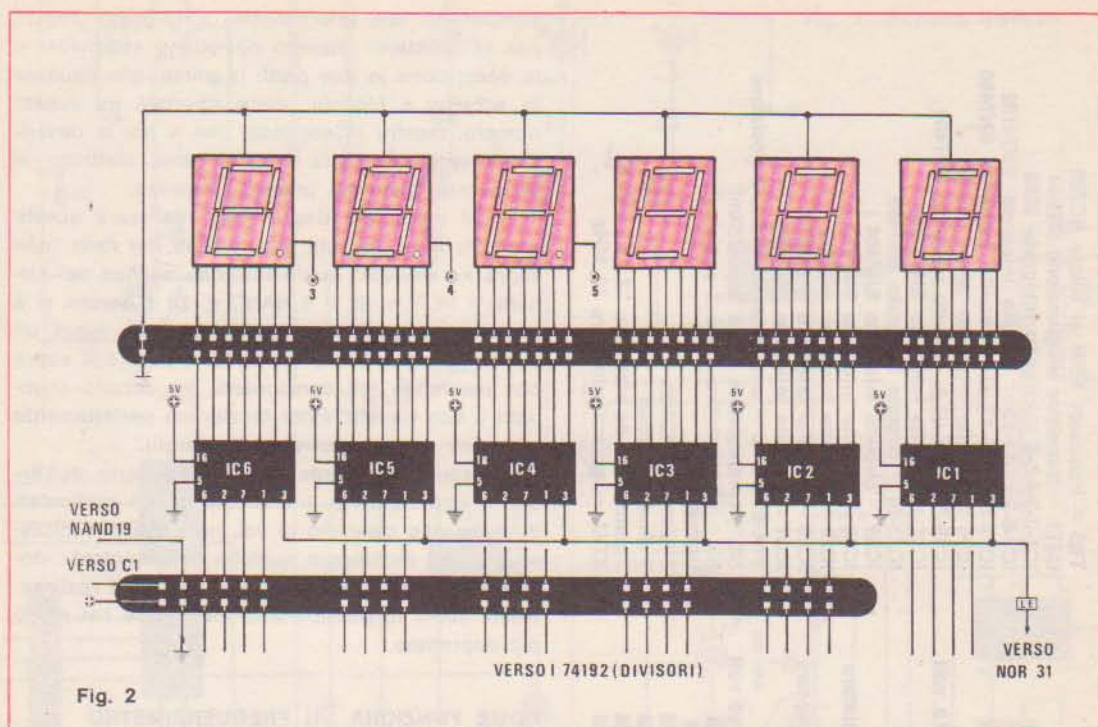 3 4 5
5V 5V 5V 5V 5V 5V
16 IC6 16 IC5 18 IC4 16 IC3 16 IC2 16 IC1
5 5 5 5 5 5
6 2 7 1 3 6 2 7 1 3 6 2 7 1 3 6 2 7 1 3 6 2 7 1 3 6 2 7 1 3
VERSO
NAND19
VERSO C1
LE
VERSO
NOR 31
VERSO I 74192 (DIVISORI)
Fig. 2